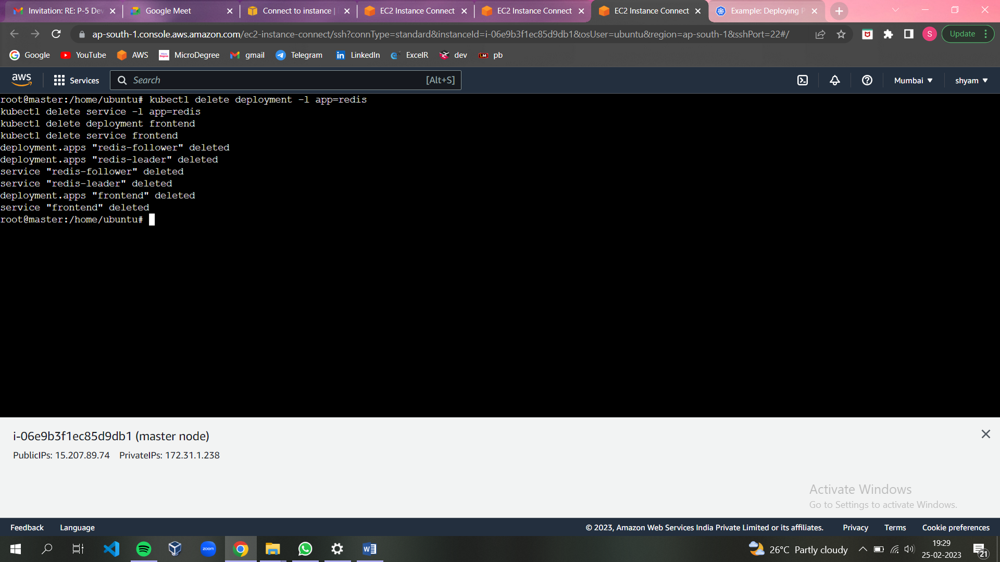 Invitation: RE: P-5 Dev
Google Meet
Connect to instance |
EC2 Instance Connect
EC2 Instance Connect
EC2 Instance Connect
Example: Deploying P
ap-south-1.console.aws.amazon.com/ec2-instance-connect/ssh?connType=standard&instanceId=i-06e9b3f1ec85d9db1&osUser=ubuntu&region=ap-south-1&sshPort=22#/
S
Update
Google
YouTube
AWS
MicroDegree
gmail
Telegram
LinkedIn
ExcelR
dev
LM
pb
aws
Services
Search
[Alt+S]
Mumbai
shyam
root@master:/home/ubuntu# kubectl delete deployment -l app=redis
kubectl delete service -l app=redis
kubectl delete deployment frontend
kubectl delete service frontend
deployment.apps "redis-follower" deleted
deployment.apps "redis-leader" deleted
service "redis-follower" deleted
service "redis-leader" deleted
deployment.apps "frontend" deleted
service "frontend" deleted
root@master:/home/ubuntu#
i-06e9b3f1ec85d9db1 (master node)
PublicIPs: 15.207.89.74 PrivateIPs: 172.31.1.238
Activate Windows
Go to Settings to activate Windows.
Feedback
Language
© 2023, Amazon Web Services India Private Limited or its affiliates.
Privacy
Terms
Cookie preferences
zoom
26°C Partly cloudy
19:29
25-02-2023
21